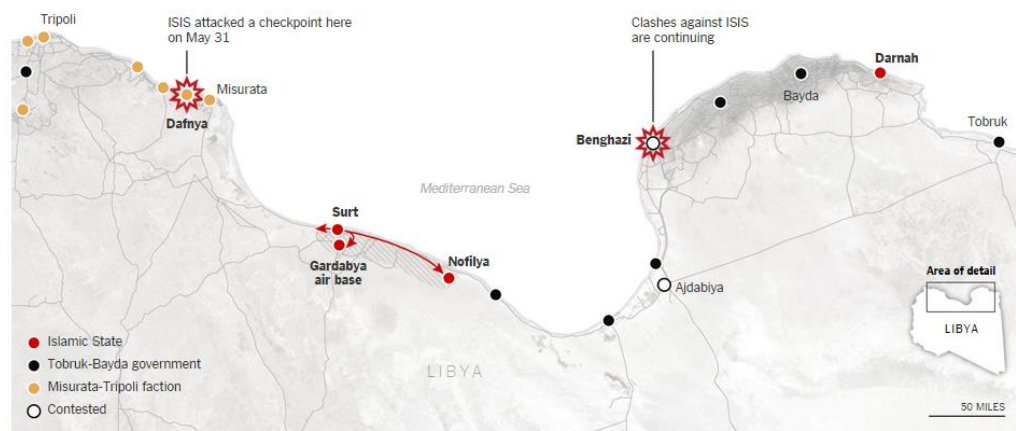 Tripoli
ISIS attacked a checkpoint here
on May 31
Misurata
Dafnya
Clashes against ISIS
are continuing
Darnah
Bayda
Benghazi
Tobruk
Mediterranean Sea
Surt
Gardabya
air base
Nofilya
Ajdabiya
Area of detail
LIBYA
LIBYA
Islamic State
Tobruk-Bayda government
Misurata-Tripoli faction
Contested
50 MILES